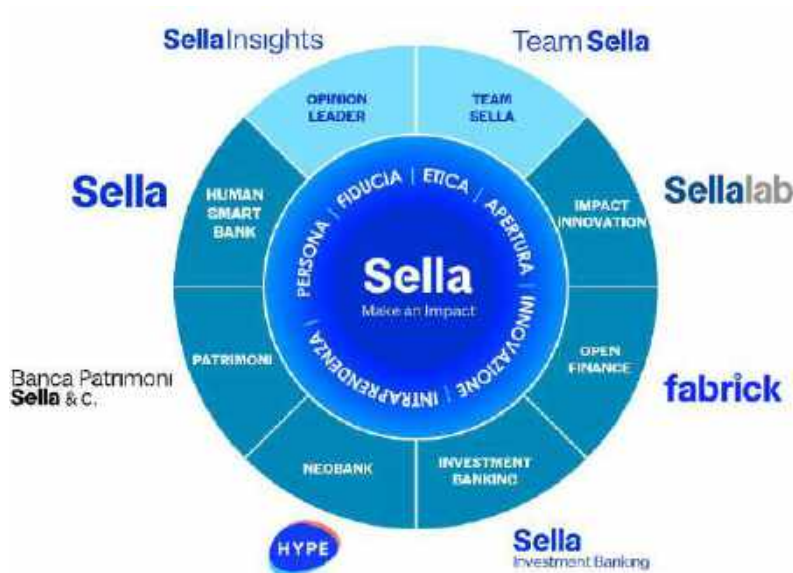 SellaInsights
Team Sella
OPINION
LEADER
TEAM
SELLA
Sella
HUMAN
SMART
BANK
IMPACT
INNOVATION
Sellalab
PERSONA | FIDUCIA | ETICA | APERTURA | INNOVAZIONE | INTRAPRENDENZA |
Sella
Make an Impact
PATRIMONI
OPEN
FINANCE
Banca Patrimoni
Sella & c.
fabrick
NEOBANK
INVESTMENT
BANKING
HYPE
Sella
Investment Banking